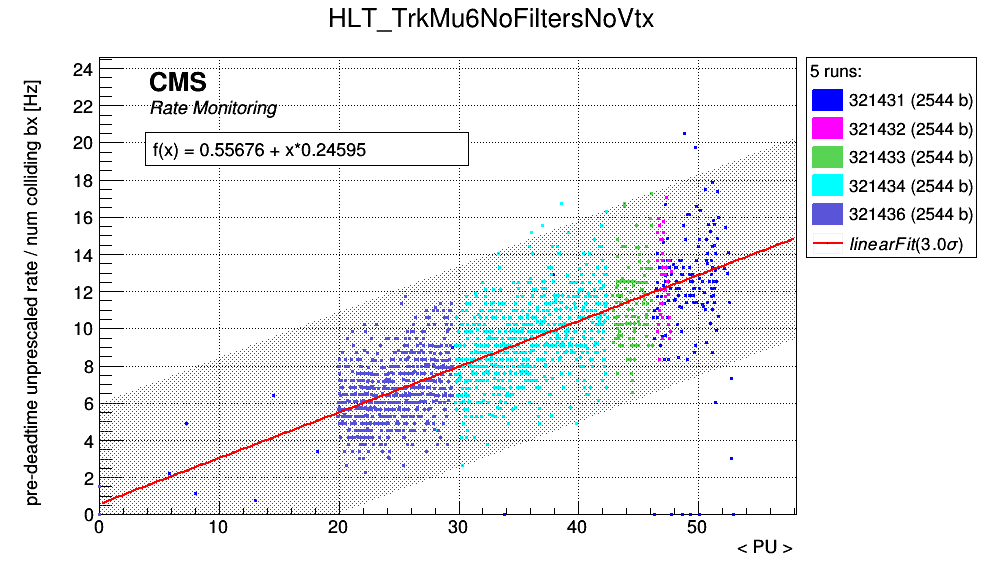 HLT_TrkMu6NoFiltersNoVtx
pre-deadtime unprescaled rate / num colliding bx [Hz]
24
22
20
18
16
14
12
10
8
6
4
2
0
CMS
Rate Monitoring
f(x) = 0.55676 + x*0.24595
0 10 20 30 40 50
< PU >
5 runs:
321431 (2544 b)
321432 (2544 b)
321433 (2544 b)
321434 (2544 b)
321436 (2544 b)
linearFit(3.0σ)